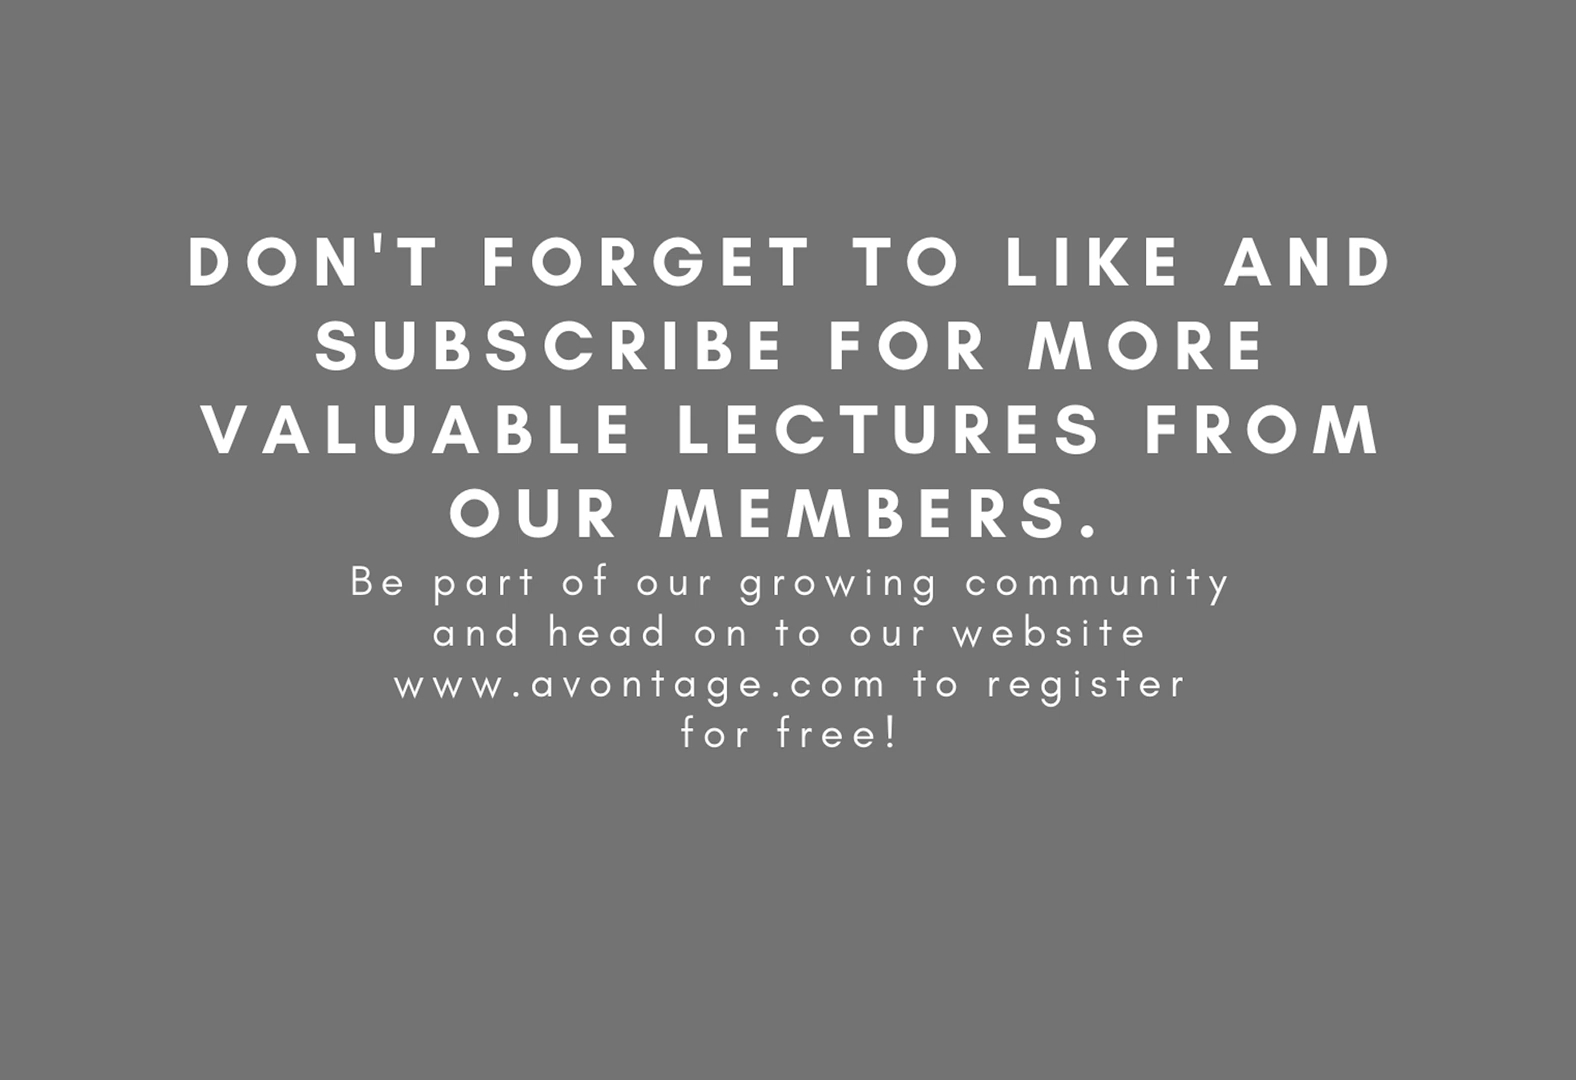 DON'T FORGET TO LIKE AND
SUBSCRIBE FOR MORE
VALUABLE LECTURES FROM
OUR MEMBERS.
Be part of our growing community
and head on to our website
www.avontage.com to register
for free!